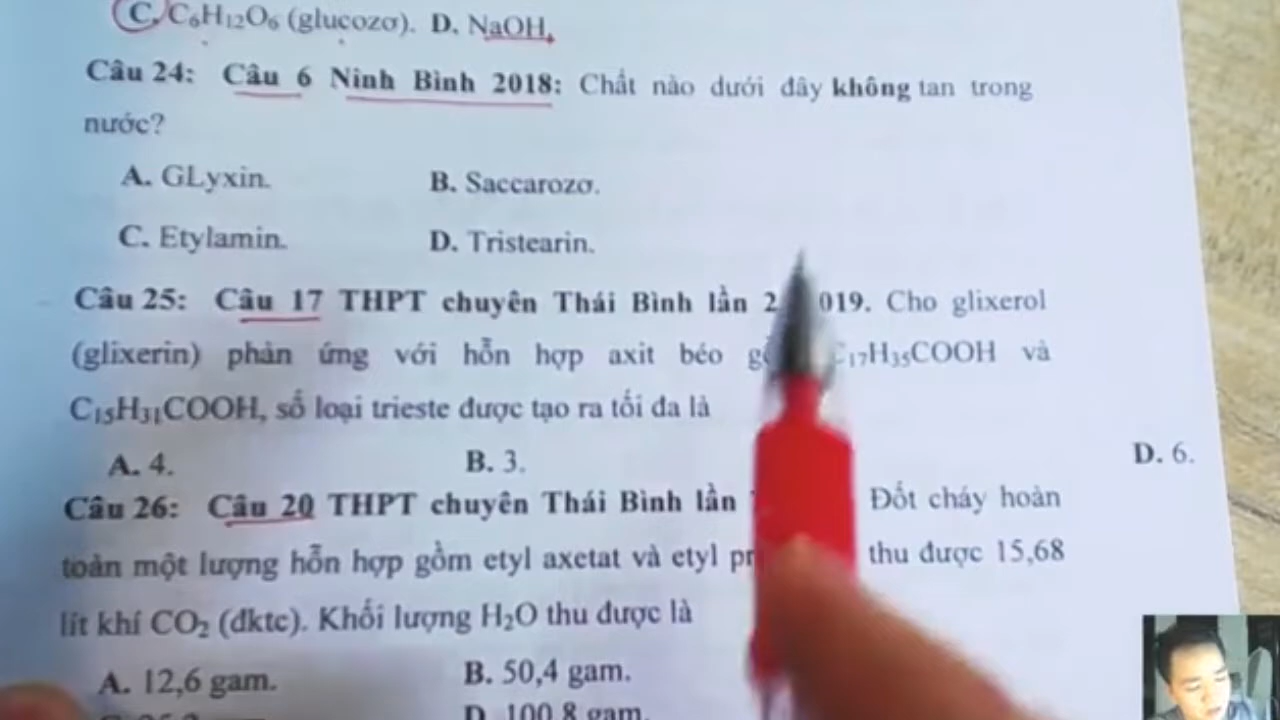 C. C₆H₁₂O₆ (glucozơ). D. NaOH.
Câu 24: Câu 6 Ninh Bình 2018: Chất nào dưới đây không tan trong
nước?
A. GLyxin. B. Saccarozơ.
C. Etylamin. D. Tristearin.
Câu 25: Câu 17 THPT chuyên Thái Bình lần 2 019. Cho glixerol
(glixerin) phản ứng với hỗn hợp axit béo C₁₇H₃₅COOH và
C₁₅H₃₁COOH, số loại trieste được tạo ra tối đa là
A. 4. B. 3. D. 6.
Câu 26: Câu 20 THPT chuyên Thái Bình lần Đốt cháy hoàn
toàn một lượng hỗn hợp gồm etyl axetat và etyl thu được 15,68
lít khí CO₂ (đktc). Khối lượng H₂O thu được là
A. 12,6 gam. B. 50,4 gam.
D. 100,8 gam.